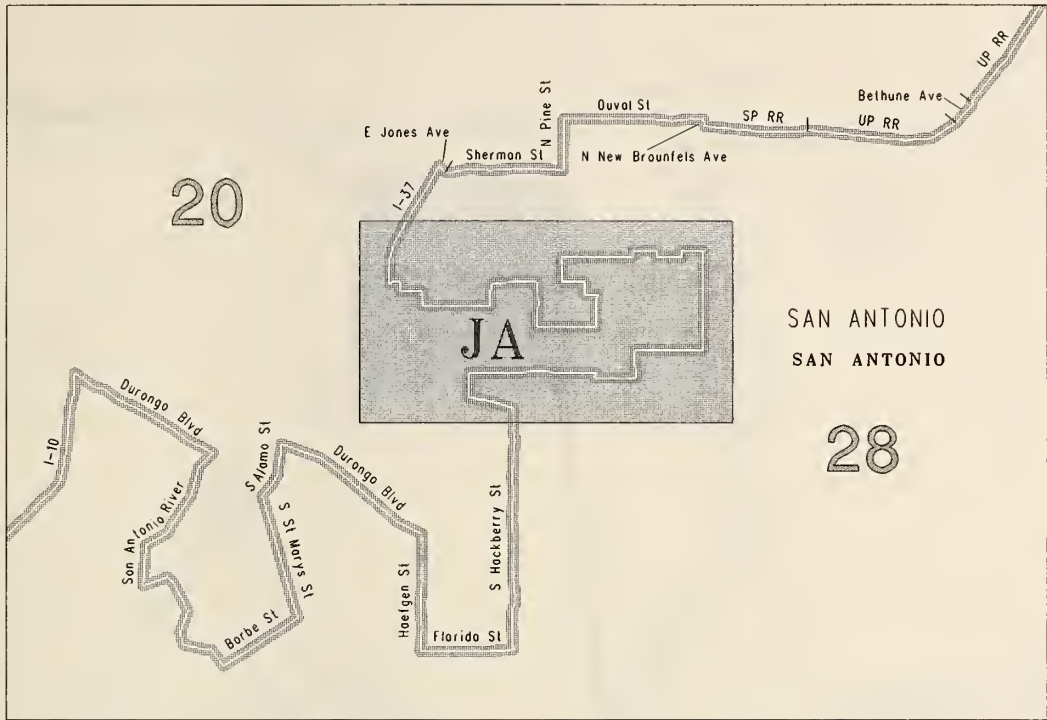 UP RR
Bethune Ave
N Pine St
Duval St
SP RR
UP RR
E Jones Ave
Sherman St
N New Braunfels Ave
20
I-37
SAN ANTONIO
SAN ANTONIO
JA
28
Durango Blvd
I-10
S Alamo St
Durango Blvd
San Antonio River
S St Marys St
S Hackberry St
Haefgen St
Barbe St
Florida St